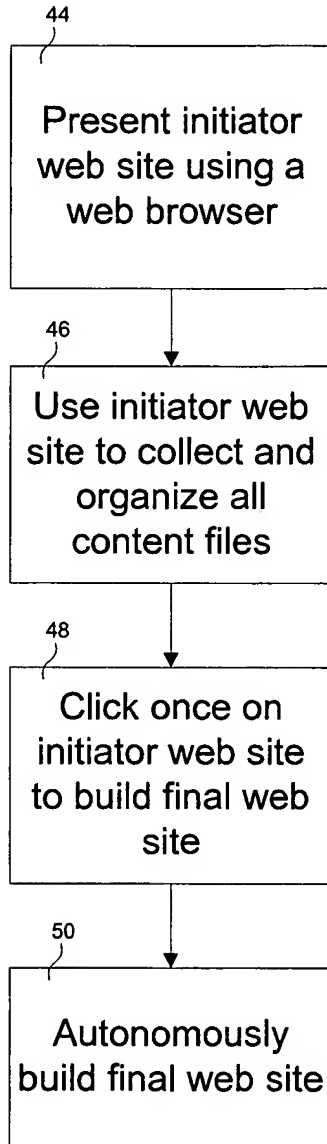 44
Present initiator
web site using a
web browser
46
Use initiator web
site to collect and
organize all
content files
48
Click once on
initiator web site
to build final web
site
50
Autonomously
build final web site